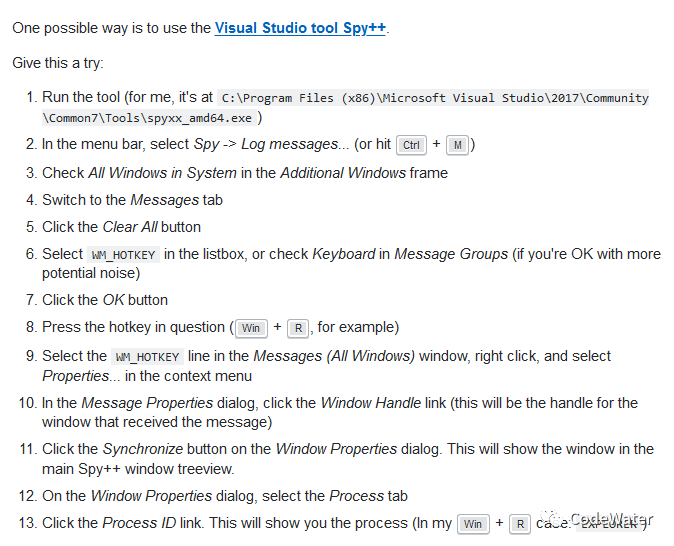 One possible way is to use the Visual Studio tool Spy++.
Give this a try:
1. Run the tool (for me, it's at C:\Program Files (x86)\Microsoft Visual Studio\2017\Community
\Common7\Tools\spyxx_amd64.exe )
2. In the menu bar, select Spy -> Log messages... (or hit Ctrl + M )
3. Check All Windows in System in the Additional Windows frame
4. Switch to the Messages tab
5. Click the Clear All button
6. Select WM_HOTKEY in the listbox, or check Keyboard in Message Groups (if you're OK with more
potential noise)
7. Click the OK button
8. Press the hotkey in question ( Win + R , for example)
9. Select the WM_HOTKEY line in the Messages (All Windows) window, right click, and select
Properties... in the context menu
10. In the Message Properties dialog, click the Window Handle link (this will be the handle for the
window that received the message)
11. Click the Synchronize button on the Window Properties dialog. This will show the window in the
main Spy++ window treeview.
12. On the Window Properties dialog, select the Process tab
13. Click the Process ID link. This will show you the process (In my Win + R case: EXPLORER )
CodeWater